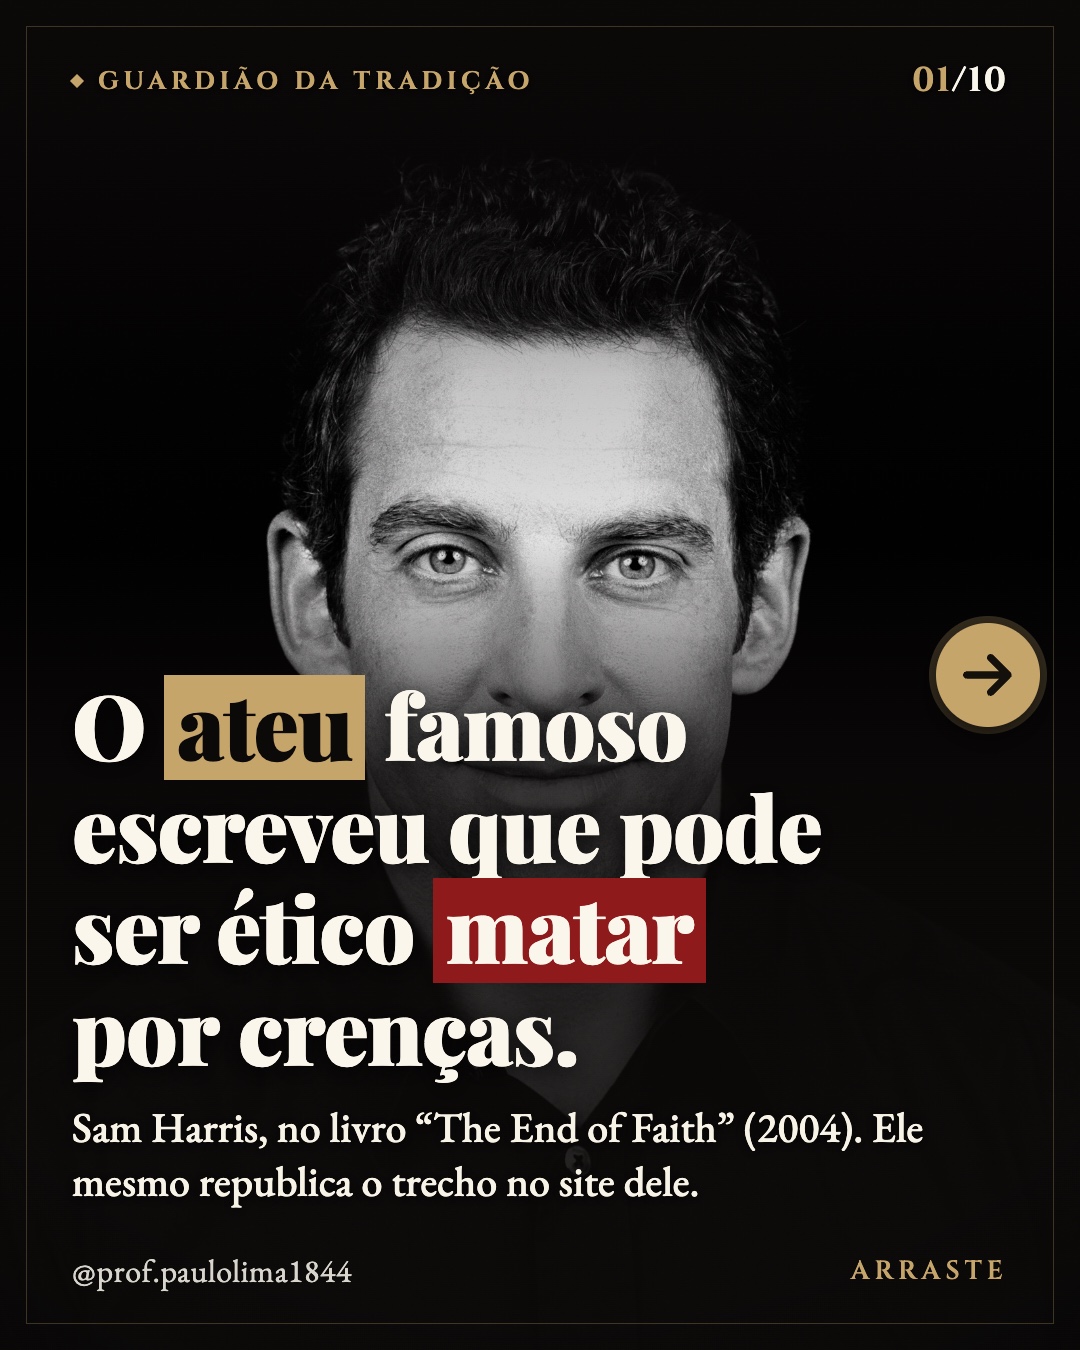 GUARDIÃO DA TRADIÇÃO
01/10
O ateu famoso
escreveu que pode
ser ético matar
por crenças.
Sam Harris, no livro “The End of Faith” (2004). Ele
mesmo republica o trecho no site dele.
@prof.paulolima1844
ARRASTE